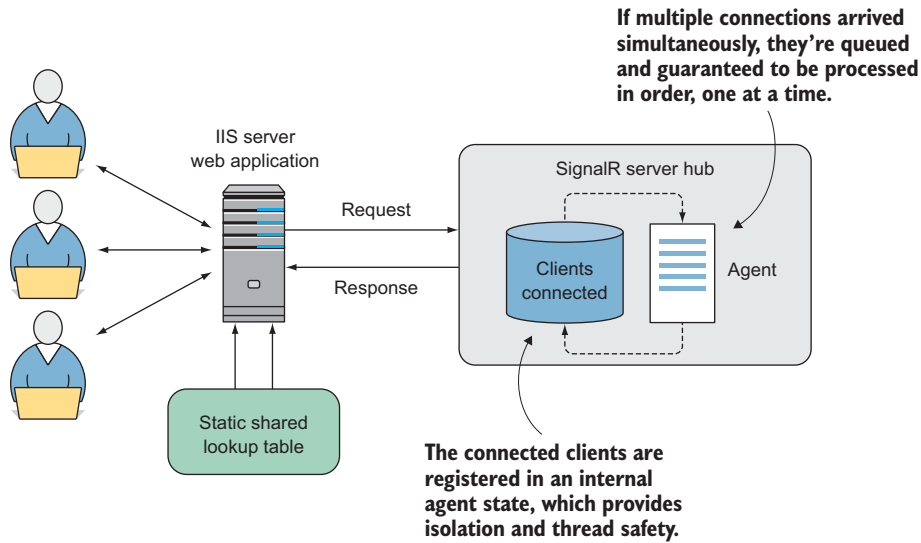 If multiple connections arrived
simultaneously, they're queued
and guaranteed to be processed
in order, one at a time.
IIS server
web application
SignalR server hub
Request
Clients
connected
Agent
Response
Static shared
lookup table
The connected clients are
registered in an internal
agent state, which provides
isolation and thread safety.